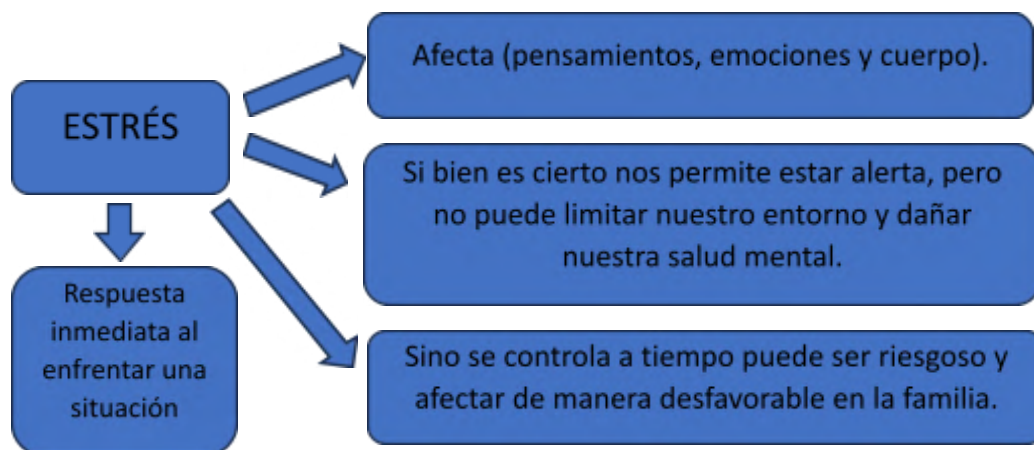 ESTRÉS
Afecta (pensamientos, emociones y cuerpo).
Si bien es cierto nos permite estar alerta, pero
no puede limitar nuestro entorno y dañar
nuestra salud mental.
Sino se controla a tiempo puede ser riesgoso y
afectar de manera desfavorable en la familia.
Respuesta
inmediata al
enfrentar una
situación